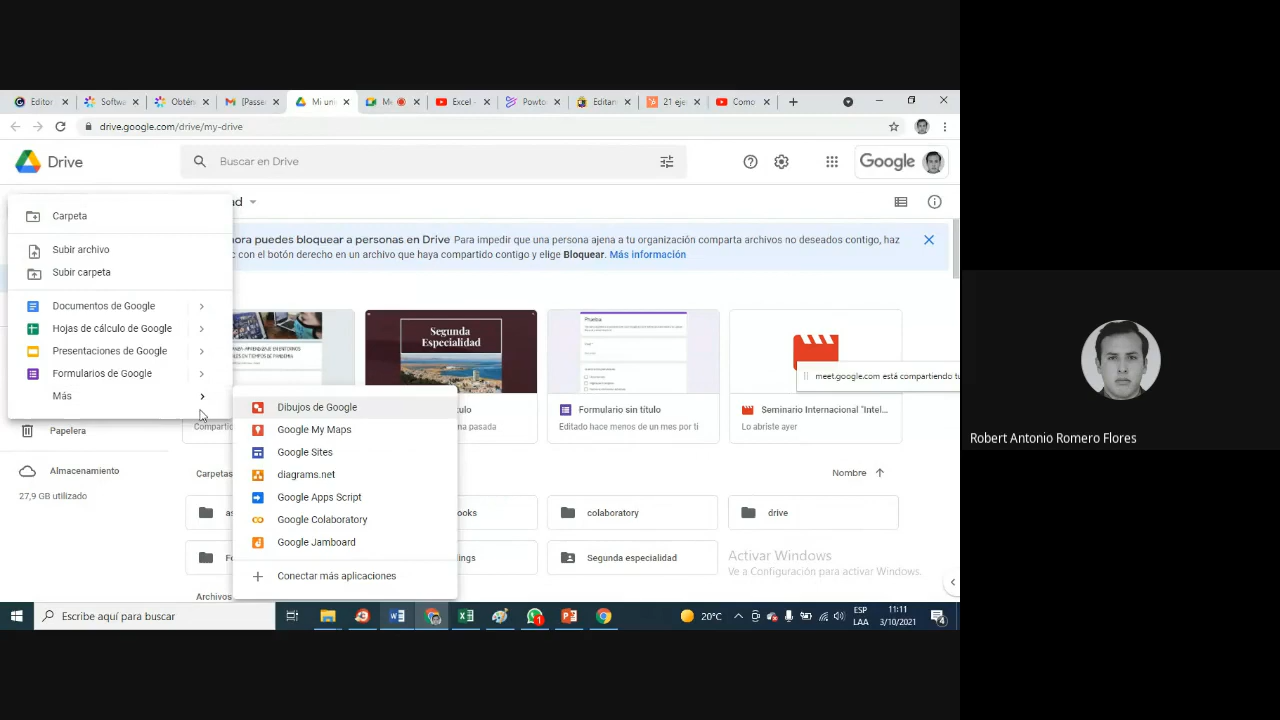 Editor
Softwa
Obtén
[Passe
Mi uni
Me
Excel -
Powto
Editan
21 eje
Como
drive.google.com/drive/my-drive
Drive
Buscar en Drive
Google
Carpeta
Subir archivo
Subir carpeta
Documentos de Google
Hojas de cálculo de Google
Presentaciones de Google
Formularios de Google
Más
Papelera
Almacenamiento
27,9 GB utilizado
ad
hora puedes bloquear a personas en Drive Para impedir que una persona ajena a tu organización comparta archivos no deseados contigo, haz
c con el botón derecho en un archivo que haya compartido contigo y elige Bloquear. Más información
Segunda
Especialidad
Prueba
meet.google.com está compartiendo tu
Formulario sin título
Editado hace menos de un mes por ti
Seminario Internacional "Intel...
Lo abriste ayer
Compartid
Carpetas
Nombre
colaboratory
drive
Segunda especialidad
Archivos
Dibujos de Google
Google My Maps
Google Sites
diagrams.net
Google Apps Script
Google Colaboratory
Google Jamboard
Conectar más aplicaciones
Activar Windows
Ve a Configuración para activar Windows.
Escribe aquí para buscar
20°C
ESP
LAA
11:11
3/10/2021
4
Robert Antonio Romero Flores